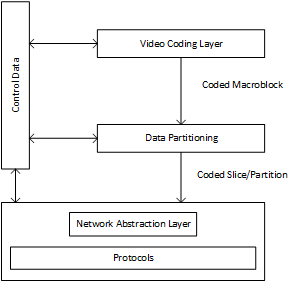 Control Data
Video Coding Layer
Coded Macroblock
Data Partitioning
Coded Slice/Partition
Network Abstraction Layer
Protocols